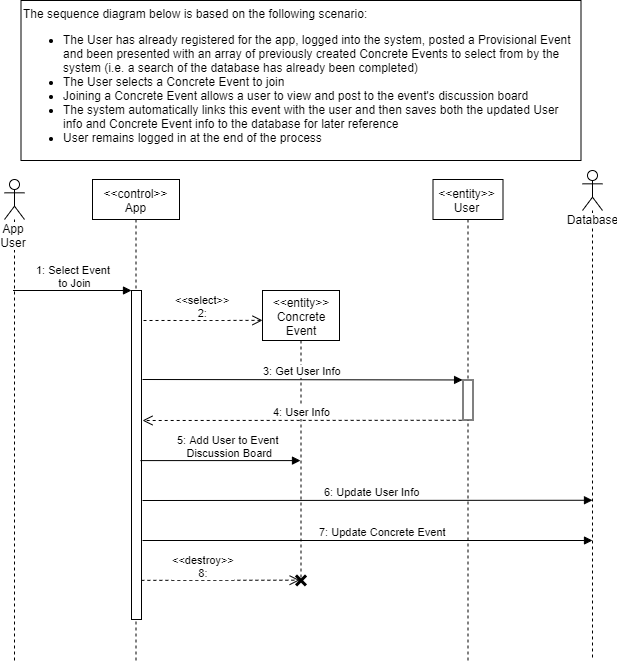 The sequence diagram below is based on the following scenario:
• The User has already registered for the app, logged into the system, posted a Provisional Event
and been presented with an array of previously created Concrete Events to select from by the
system (i.e. a search of the database has already been completed)
• The User selects a Concrete Event to join
• Joining a Concrete Event allows a user to view and post to the event's discussion board
• The system automatically links this event with the user and then saves both the updated User
info and Concrete Event info to the database for later reference
• User remains logged in at the end of the process
App
User
<<control>>
App
<<entity>>
User
Database
1: Select Event
to Join
<<select>>
2:
<<entity>>
Concrete
Event
3: Get User Info
4: User Info
5: Add User to Event
Discussion Board
6: Update User Info
7: Update Concrete Event
<<destroy>>
8: